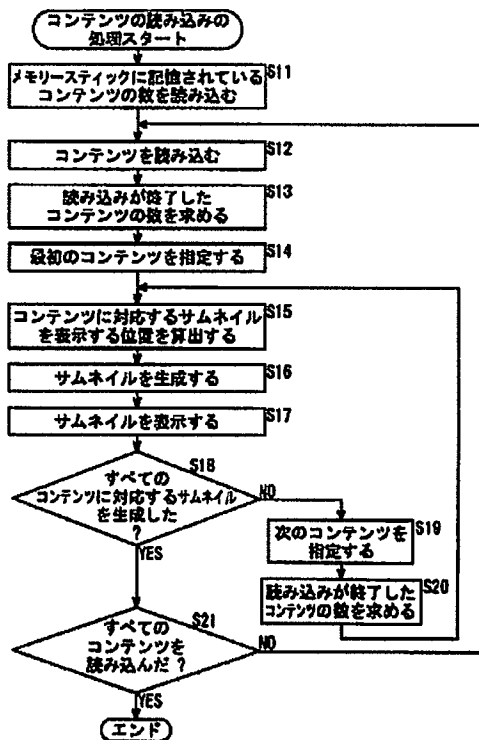 コンテンツの読み込みの
処理スタート
メモリースティックに記憶されている
コンテンツの数を読み込む
S11
コンテンツを読み込む
S12
読み込みが終了した
コンテンツの数を求める
S13
最初のコンテンツを指定する
S14
コンテンツに対応するサムネイル
を表示する位置を算出する
S15
サムネイルを生成する
S16
サムネイルを表示する
S17
S18
すべての
コンテンツに対応するサムネイル
を生成した
?
NO
YES
次のコンテンツを
指定する
S19
読み込みが終了した
コンテンツの数を求める
S20
S21
すべての
コンテンツを
読み込んだ ?
NO
YES
エンド